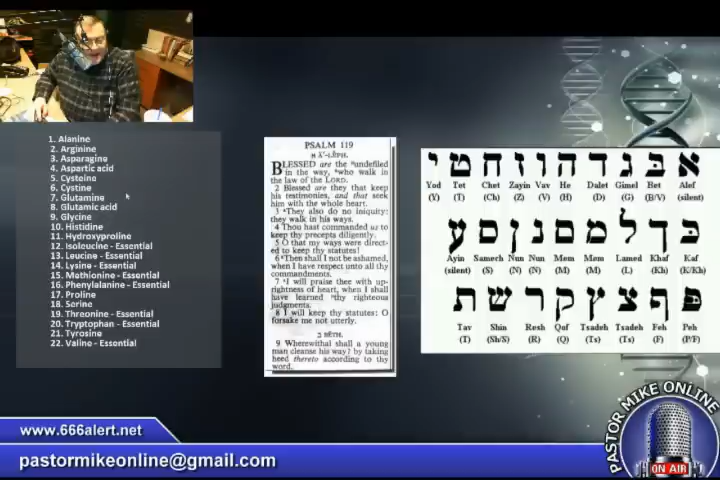 1. Alanine
2. Arginine
3. Asparagine
4. Aspartic acid
5. Cysteine
6. Cystine
7. Glutamine
8. Glutamic acid
9. Glycine
10. Histidine
11. Hydroxyproline
12. Isoleucine - Essential
13. Leucine - Essential
14. Lysine - Essential
15. Methionine - Essential
16. Phenylalanine - Essential
17. Proline
18. Serine
19. Threonine - Essential
20. Tryptophan - Essential
21. Tyrosine
22. Valine - Essential
PSALM 119
א Ä'-LĔPH.
BLESSED are the undefiled
in the way, who walk in
the law of the LORD.
2 Blessed are they that keep
his testimonies, and that seek
him with the whole heart.
3 They also do no iniquity:
they walk in his ways.
4 Thou hast commanded us to
keep thy precepts diligently.
5 O that my ways were direct-
ed to keep thy statutes!
6 Then shall I not be ashamed,
when I have respect unto all thy
commandments.
7 I will praise thee with up-
rightness of heart, when I shall
have learned thy righteous
judgments.
8 I will keep thy statutes: O
forsake me not utterly.
ב BĒTH.
9 Wherewithal shall a young
man cleanse his way? by taking
heed thereto according to thy
word.
א בּ ג ד ה ו ז ח ט י
Yod Tet Chet Zayin Vav He Dalet Gimel Bet Alef
(Y) (T) (Ch) (Z) (V) (H) (D) (G) (B/V) (silent)
כּ ך ל מ ם נ ן ס ע
Ayin Samech Nun Nun Mem Mem Lamed Khaf Kaf
(silent) (S) (N) (N) (M) (M) (L) (Kh) (K/Kh)
פּ ף צ ץ ק ר ש ת
Tav Shin Resh Qof Tsadeh Tsadeh Feh Peh
(T) (Sh/S) (R) (Q) (Ts) (Ts) (F) (P/F)
www.666alert.net
pastormikeonline@gmail.com
PASTOR MIKE ONLINE
ON AIR